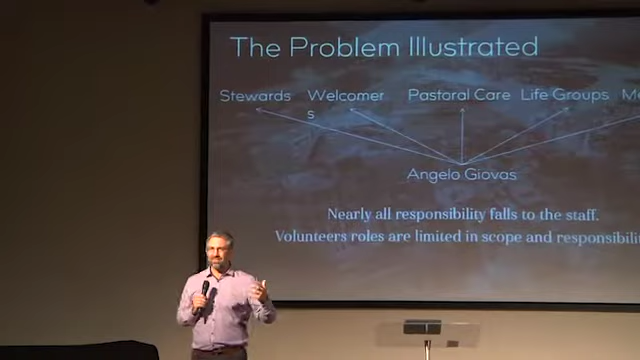 The Problem Illustrated
Stewards Welcomer Pastoral Care Life Groups
s
Angelo Giovas
Nearly all responsibility falls to the staff.
Volunteers roles are limited in scope and